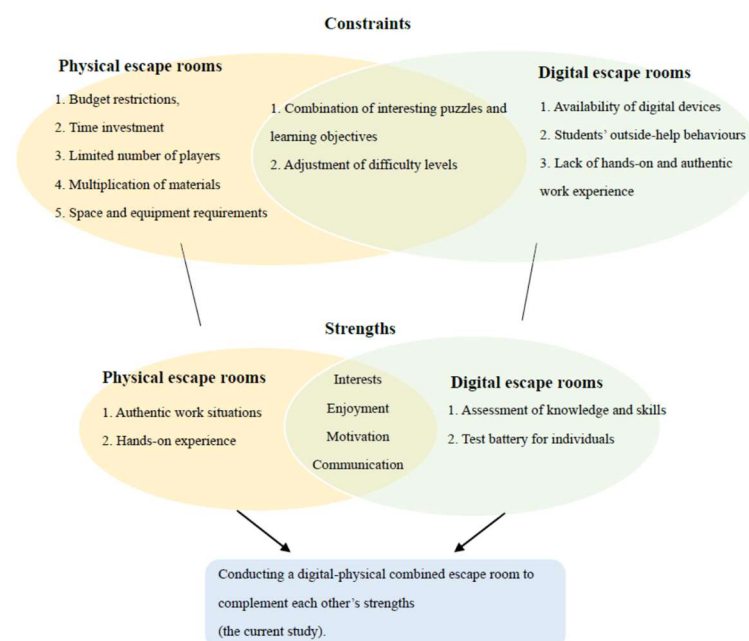 Constraints
Physical escape rooms
1. Budget restrictions,
2. Time investment
3. Limited number of players
4. Multiplication of materials
5. Space and equipment requirements
1. Combination of interesting puzzles and
learning objectives
2. Adjustment of difficulty levels
Digital escape rooms
1. Availability of digital devices
2. Students’ outside-help behaviours
3. Lack of hands-on and authentic
work experience
Strengths
Physical escape rooms
1. Authentic work situations
2. Hands-on experience
Interests
Enjoyment
Motivation
Communication
Digital escape rooms
1. Assessment of knowledge and skills
2. Test battery for individuals
Conducting a digital-physical combined escape room to
complement each other’s strengths
(the current study).